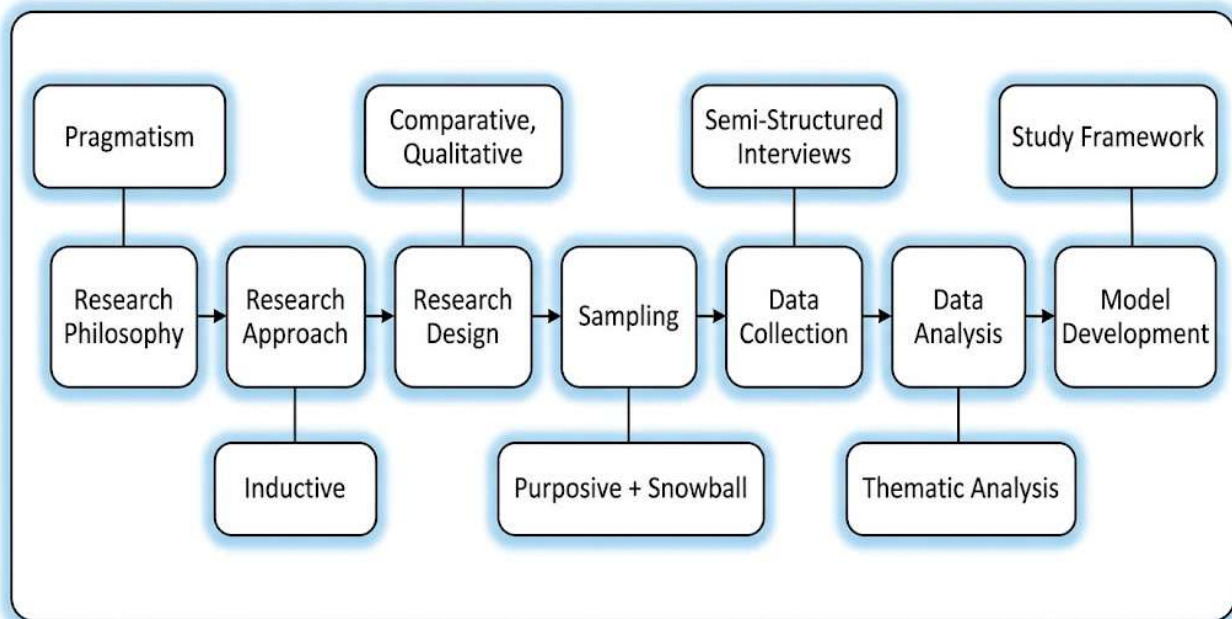 Pragmatism
Comparative,
Qualitative
Semi-Structured
Interviews
Study Framework
Research
Philosophy
Research
Approach
Research
Design
Sampling
Data
Collection
Data
Analysis
Model
Development
Inductive
Purposive + Snowball
Thematic Analysis